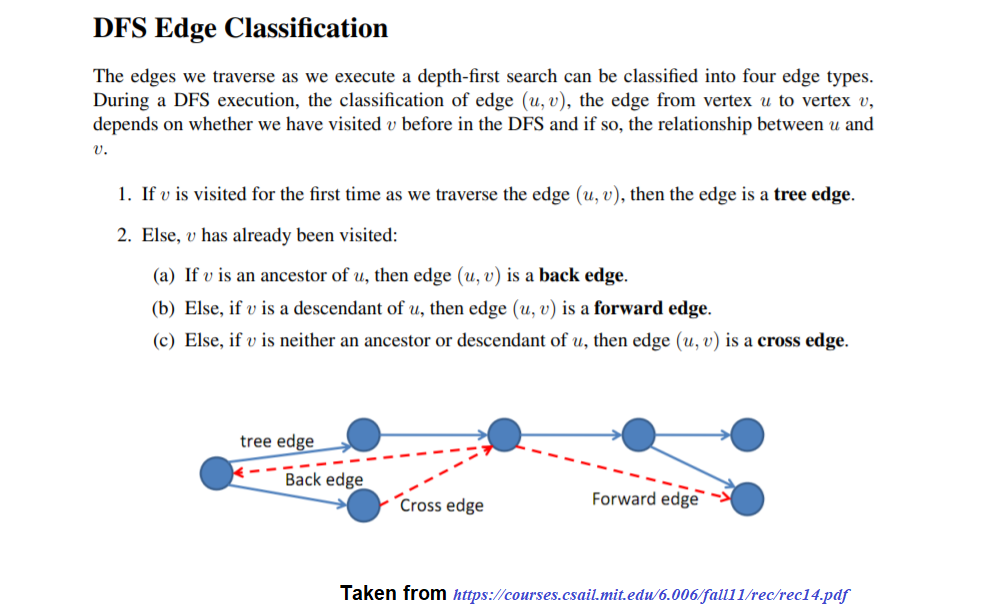 DFS Edge Classification
The edges we traverse as we execute a depth-first search can be classified into four edge types.
During a DFS execution, the classification of edge (u, v), the edge from vertex u to vertex v,
depends on whether we have visited v before in the DFS and if so, the relationship between u and
v.
1. If v is visited for the first time as we traverse the edge (u, v), then the edge is a tree edge.
2. Else, v has already been visited:
(a) If v is an ancestor of u, then edge (u, v) is a back edge.
(b) Else, if v is a descendant of u, then edge (u, v) is a forward edge.
(c) Else, if v is neither an ancestor or descendant of u, then edge (u, v) is a cross edge.
tree edge
Back edge
Cross edge
Forward edge
Taken from https://courses.csail.mit.edu/6.006/fall11/rec/rec14.pdf